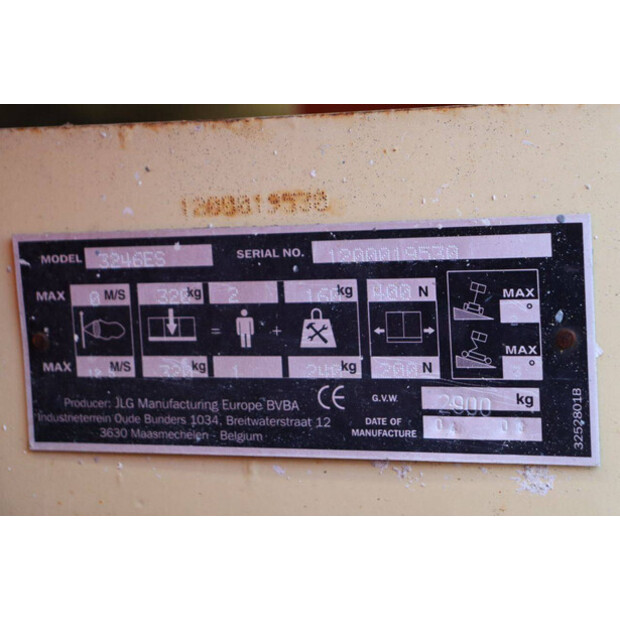 1200019530
MODEL 3246ES SERIAL NO. 1200019530
MAX 0 M/S 320 kg 2 160 kg 400 N MAX
= + °
MAX M/S 320 kg 1 240 kg 200 N MAX
°
Producer: JLG Manufacturing Europe BVBA CE G.V.W. 2900 kg
Industrieterrein Oude Bunders 1034, Breitwaterstraat 12 DATE OF
3630 Maasmechelen - Belgium MANUFACTURE
3252801B